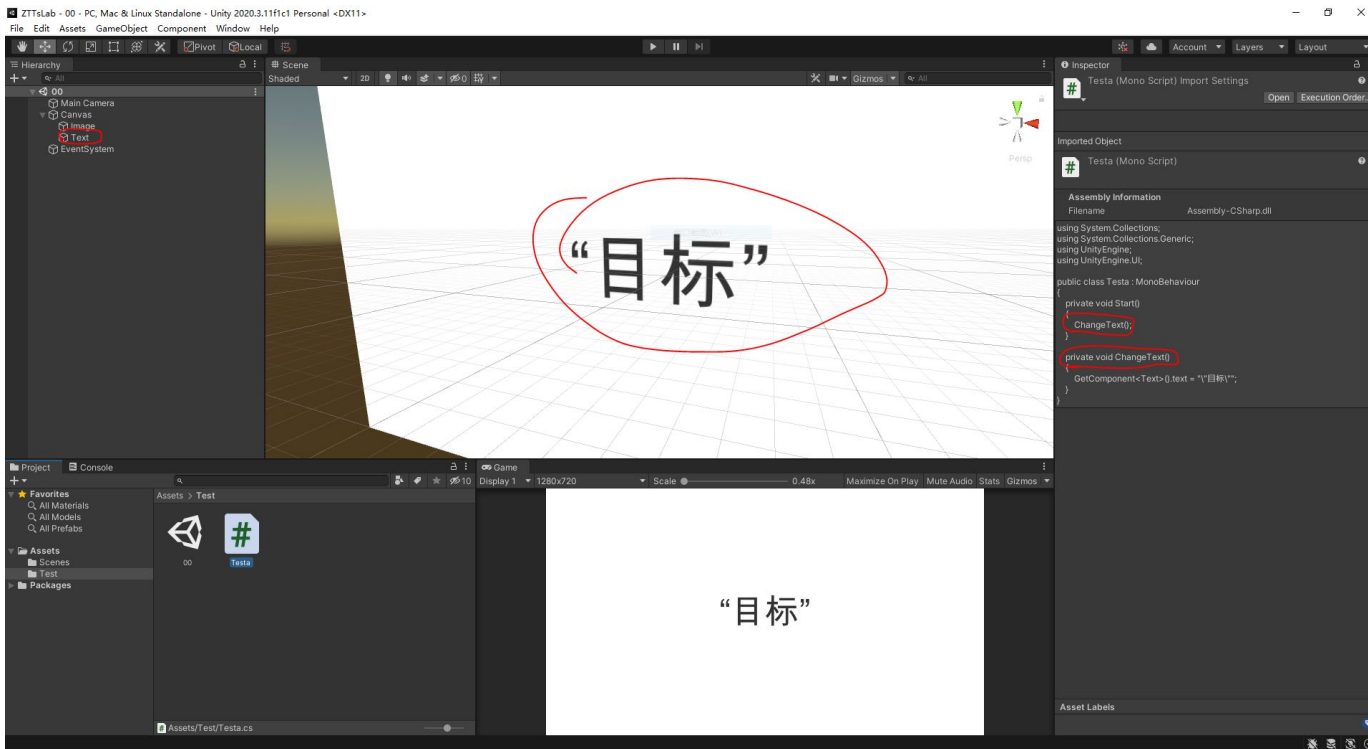 ZTTsLab - 00 - PC, Mac & Linux Standalone - Unity 2020.3.11f1c1 Personal <DX11>
File Edit Assets GameObject Component Window Help
Pivot Local
Account Layers Layout
Hierarchy
All
00
Main Camera
Canvas
Image
Text
EventSystem
Scene
Shaded 2D 0 Gizmos All
Persp
“目标”
Inspector
Testa (Mono Script) Import Settings
Open Execution Order..
Imported Object
Testa (Mono Script)
Assembly Information
Filename Assembly-CSharp.dll
using System.Collections;
using System.Collections.Generic;
using UnityEngine;
using UnityEngine.UI;
public class Testa : MonoBehaviour
{
private void Start()
{
ChangeText();
}
private void ChangeText()
{
GetComponent<Text>().text = "\"目标\"";
}
}
Asset Labels
Project Console
10
Favorites
All Materials
All Models
All Prefabs
Assets
Scenes
Test
Packages
Assets > Test
00
Testa
Assets/Test/Testa.cs
Game
Display 1 1280x720 Scale 0.48x Maximize On Play Mute Audio Stats Gizmos
“目标”